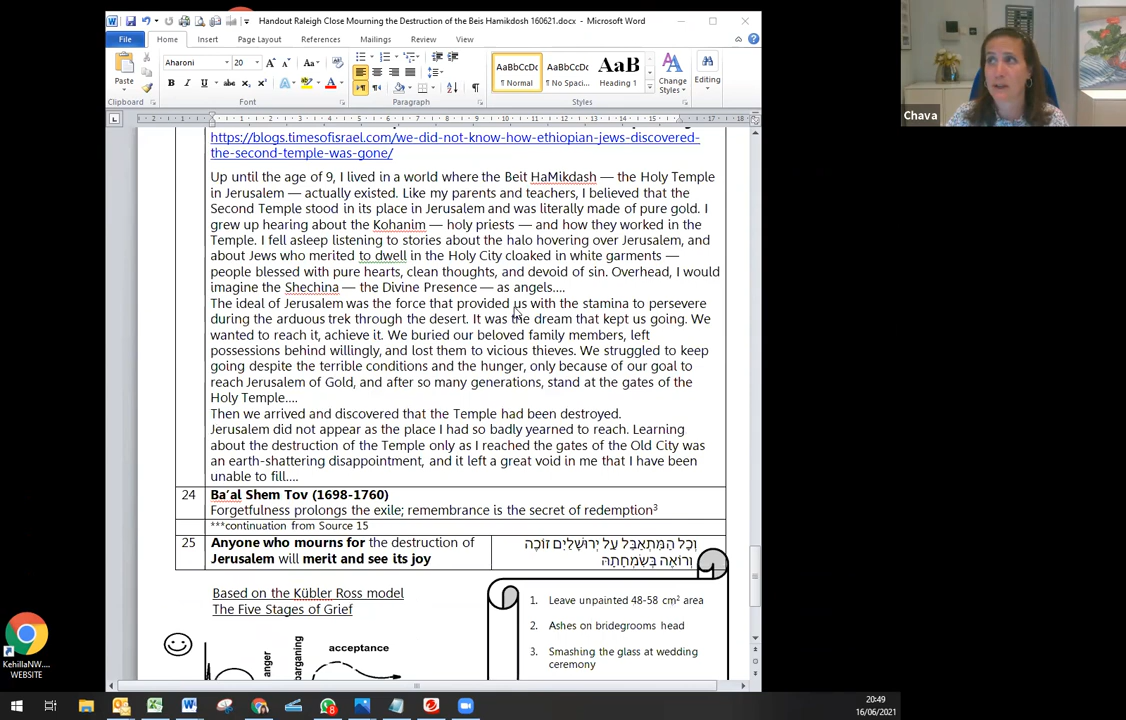 Handout Raleigh Close Mourning the Destruction of the Beis Hamikdosh 160621.docx - Microsoft Word
File Home Insert Page Layout References Mailings Review View
Aharoni 20
Paste
AaBbCcDc AaBbCcDc AaB
¶ Normal ¶ No Spaci... Heading 1
Change Styles
Editing
Clipboard Font Paragraph Styles
Chava
https://blogs.timesofisrael.com/we-did-not-know-how-ethiopian-jews-discovered-
the-second-temple-was-gone/
Up until the age of 9, I lived in a world where the Beit HaMikdash — the Holy Temple
in Jerusalem — actually existed. Like my parents and teachers, I believed that the
Second Temple stood in its place in Jerusalem and was literally made of pure gold. I
grew up hearing about the Kohanim — holy priests — and how they worked in the
Temple. I fell asleep listening to stories about the halo hovering over Jerusalem, and
about Jews who merited to dwell in the Holy City cloaked in white garments —
people blessed with pure hearts, clean thoughts, and devoid of sin. Overhead, I would
imagine the Shechina — the Divine Presence — as angels....
The ideal of Jerusalem was the force that provided us with the stamina to persevere
during the arduous trek through the desert. It was the dream that kept us going. We
wanted to reach it, achieve it. We buried our beloved family members, left
possessions behind willingly, and lost them to vicious thieves. We struggled to keep
going despite the terrible conditions and the hunger, only because of our goal to
reach Jerusalem of Gold, and after so many generations, stand at the gates of the
Holy Temple....
Then we arrived and discovered that the Temple had been destroyed.
Jerusalem did not appear as the place I had so badly yearned to reach. Learning
about the destruction of the Temple only as I reached the gates of the Old City was
an earth-shattering disappointment, and it left a great void in me that I have been
unable to fill....
24 Ba'al Shem Tov (1698-1760)
Forgetfulness prolongs the exile; remembrance is the secret of redemption3
***continuation from Source 15
25 Anyone who mourns for the destruction of
Jerusalem will merit and see its joy
וְכׇל הַמִּתְאַבֵּל עַל יְרוּשָׁלַיִם זוֹכֶה
וְרוֹאֶה בְּשִׂמְחָתָהּ
Based on the Kübler Ross model
The Five Stages of Grief
anger
barganing
acceptance
1. Leave unpainted 48-58 cm2 area
2. Ashes on bridegrooms head
3. Smashing the glass at wedding
ceremony
KehillaNW....
WEBSITE
20:49
16/06/2021